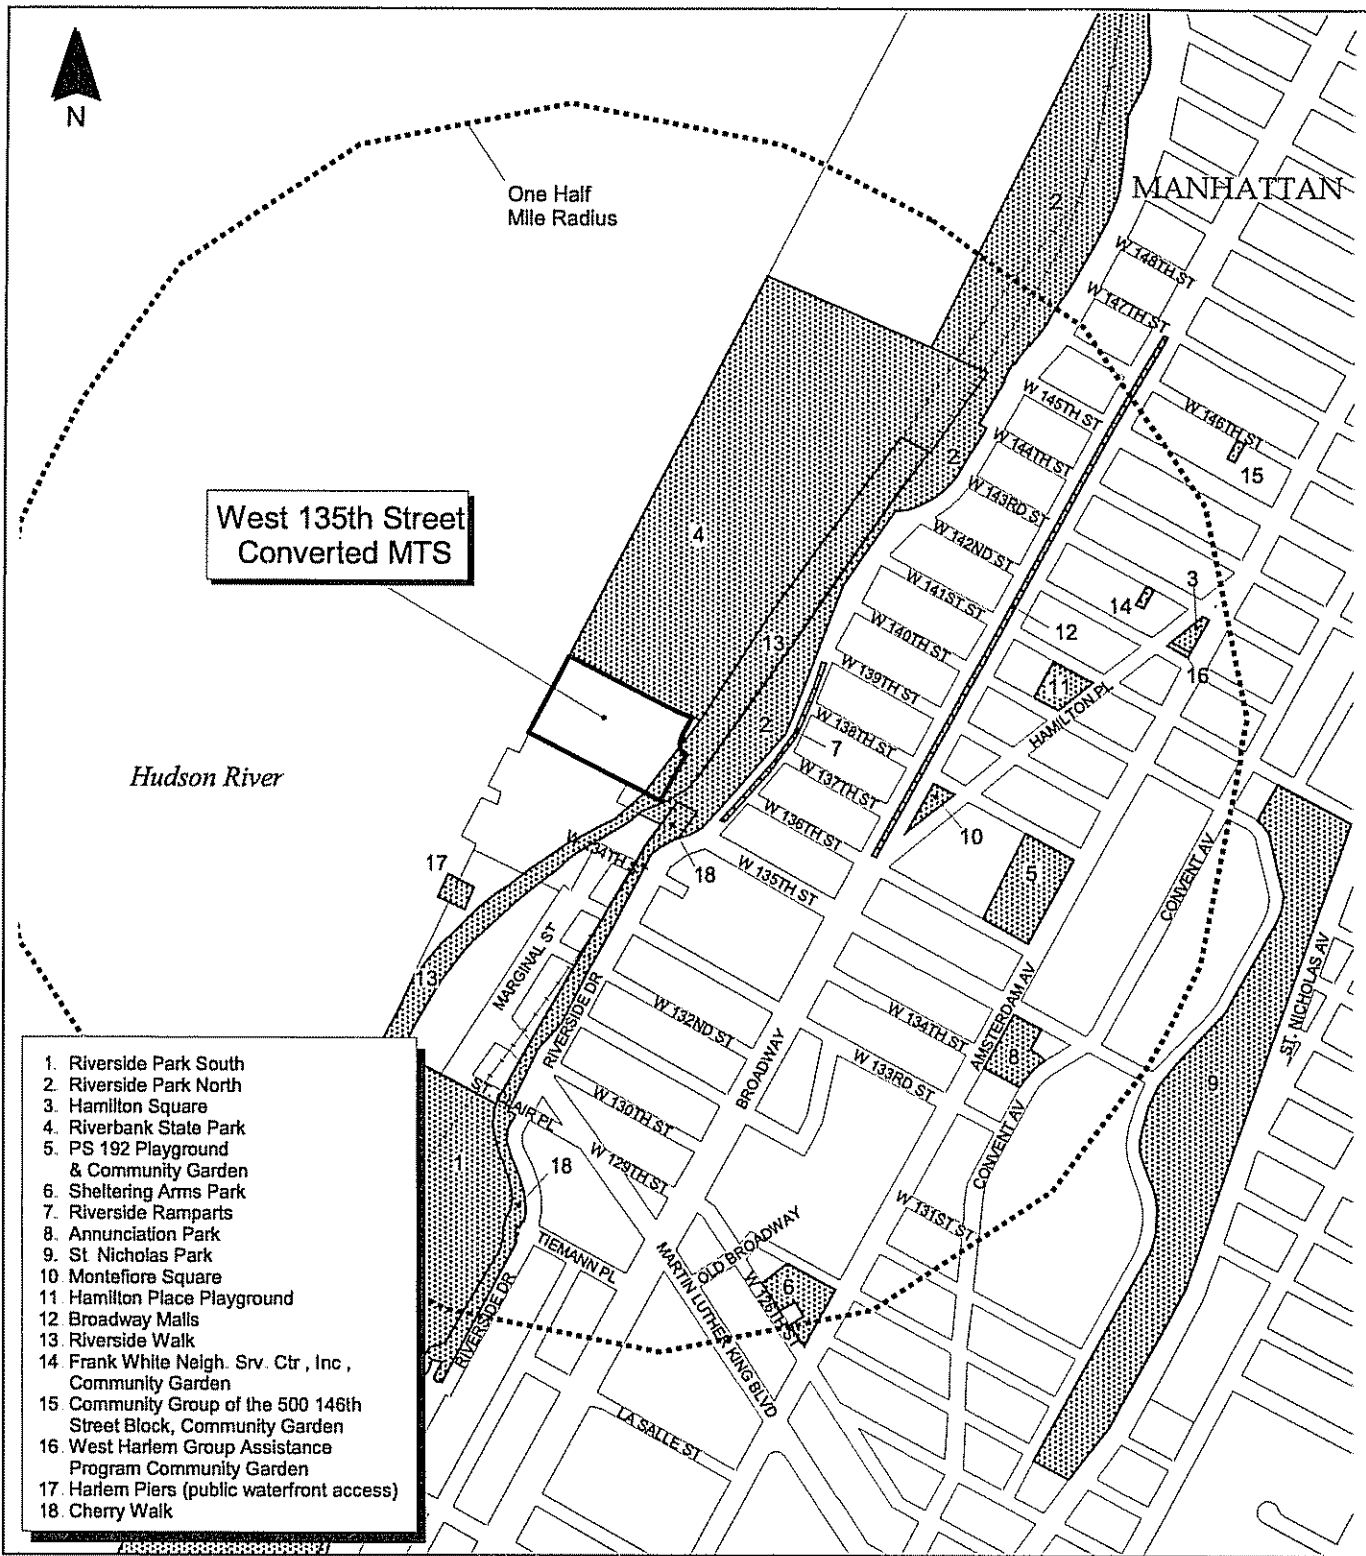 N
MANHATTAN
One Half
Mile Radius
2
W 148TH ST
W 147TH ST
W 146TH ST
15
W 145TH ST
W 144TH ST
2
W 143RD ST
West 135th Street
Converted MTS
4
W 142ND ST
3
W 141ST ST
14
W 140TH ST
12
13
16
W 139TH ST
11
HAMILTON PL
2
W 138TH ST
7
Hudson River
W 137TH ST
W 136TH ST
10
CONVENT AV
W 134TH ST
17
18
W 135TH ST
5
13
MARGINAL ST
RIVERSIDE DR
W 132ND ST
BROADWAY
W 134TH ST
AMSTERDAM AV
ST. NICHOLAS AV
W 133RD ST
8
9
ST. CLAIR PL
W 130TH ST
CONVENT AV
1
18
W 129TH ST
W 131ST ST
TIEMANN PL
OLD BROADWAY
MARTIN LUTHER KING BLVD
W 126TH ST
6
RIVERSIDE DR
LA SALLE ST
1. Riverside Park South
2. Riverside Park North
3. Hamilton Square
4. Riverbank State Park
5. PS 192 Playground
& Community Garden
6. Sheltering Arms Park
7. Riverside Ramparts
8. Annunciation Park
9. St. Nicholas Park
10. Montefiore Square
11. Hamilton Place Playground
12. Broadway Malls
13. Riverside Walk
14. Frank White Neigh. Srv. Ctr., Inc.,
Community Garden
15. Community Group of the 500 146th
Street Block, Community Garden
16. West Harlem Group Assistance
Program Community Garden
17. Harlem Piers (public waterfront access)
18. Cherry Walk